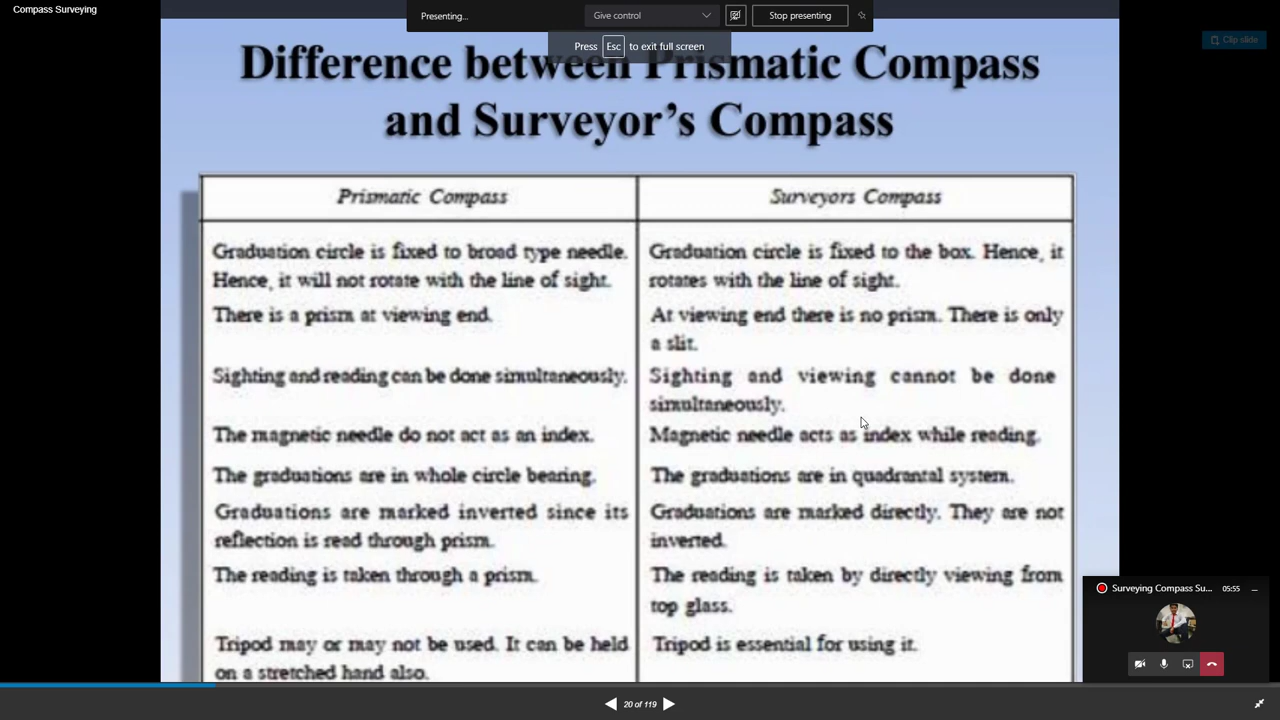 Compass Surveying
Presenting...
Give control
Stop presenting
Press Esc to exit full screen
Clip slide
Difference between Prismatic Compass
and Surveyor's Compass
Prismatic Compass
Surveyors Compass
Graduation circle is fixed to broad type needle.
Hence, it will not rotate with the line of sight.
Graduation circle is fixed to the box. Hence, it
rotates with the line of sight.
There is a prism at viewing end.
At viewing end there is no prism. There is only
a slit.
Sighting and reading can be done simultaneously.
Sighting and viewing cannot be done
simultaneously.
The magnetic needle do not act as an index.
Magnetic needle acts as index while reading.
The graduations are in whole circle bearing.
The graduations are in quadrantal system.
Graduations are marked inverted since its
reflection is read through prism.
Graduations are marked directly. They are not
inverted.
The reading is taken through a prism.
The reading is taken by directly viewing from
top glass.
Tripod may or may not be used. It can be held
on a stretched hand also.
Tripod is essential for using it.
Surveying Compass Su... 05:55
20 of 119